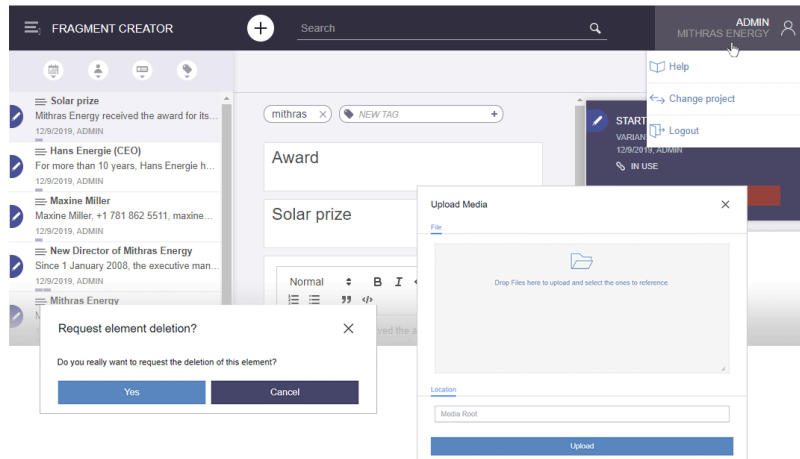 FRAGMENT CREATOR
Search
ADMIN
MITHRAS ENERGY
Help
Change project
Logout
Solar prize
Mithras Energy received the award for its...
12/9/2019, ADMIN
Hans Energie (CEO)
For more than 10 years, Hans Energie h...
12/9/2019, ADMIN
Maxine Miller
Maxine Miller, +1 781 862 5511, maxine...
12/9/2019, ADMIN
New Director of Mithras Energy
Since 1 January 2008, the executive man...
12/9/2019, ADMIN
Mithras Energy
mithras
NEW TAG
Award
Solar prize
Normal
B I
ved the a
START
VARIAN
12/9/2019, ADMIN
IN USE
Request element deletion?
Do you really want to request the deletion of this element?
Yes
Cancel
Upload Media
File
Drop Files here to upload and select the ones to reference.
Location
Media Root
Upload